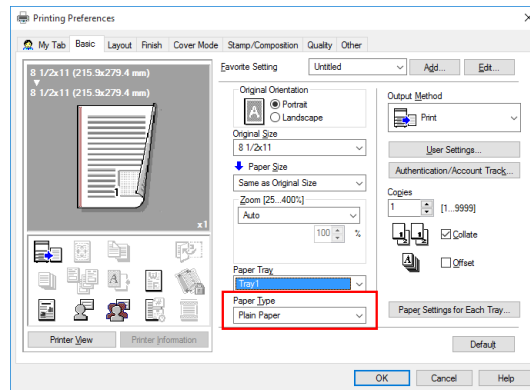 Printing Preferences
My Tab Basic Layout Finish Cover Mode Stamp/Composition Quality Other
8 1/2x11 (215.9x279.4 mm)
8 1/2x11 (215.9x279.4 mm)
1
x1
Printer View Printer Information
Favorite Setting Untitled Add... Edit...
Original Orientation
A
Portrait
Landscape
Original Size
8 1/2x11
Paper Size
Same as Original Size
Zoom [25...400%]
Auto
100 %
Paper Tray
Tray1
Paper Type
Plain Paper
Output Method
Print
User Settings...
Authentication/Account Track...
Copies
1 [1...9999]
Collate
Offset
Paper Settings for Each Tray...
Default
OK Cancel Help